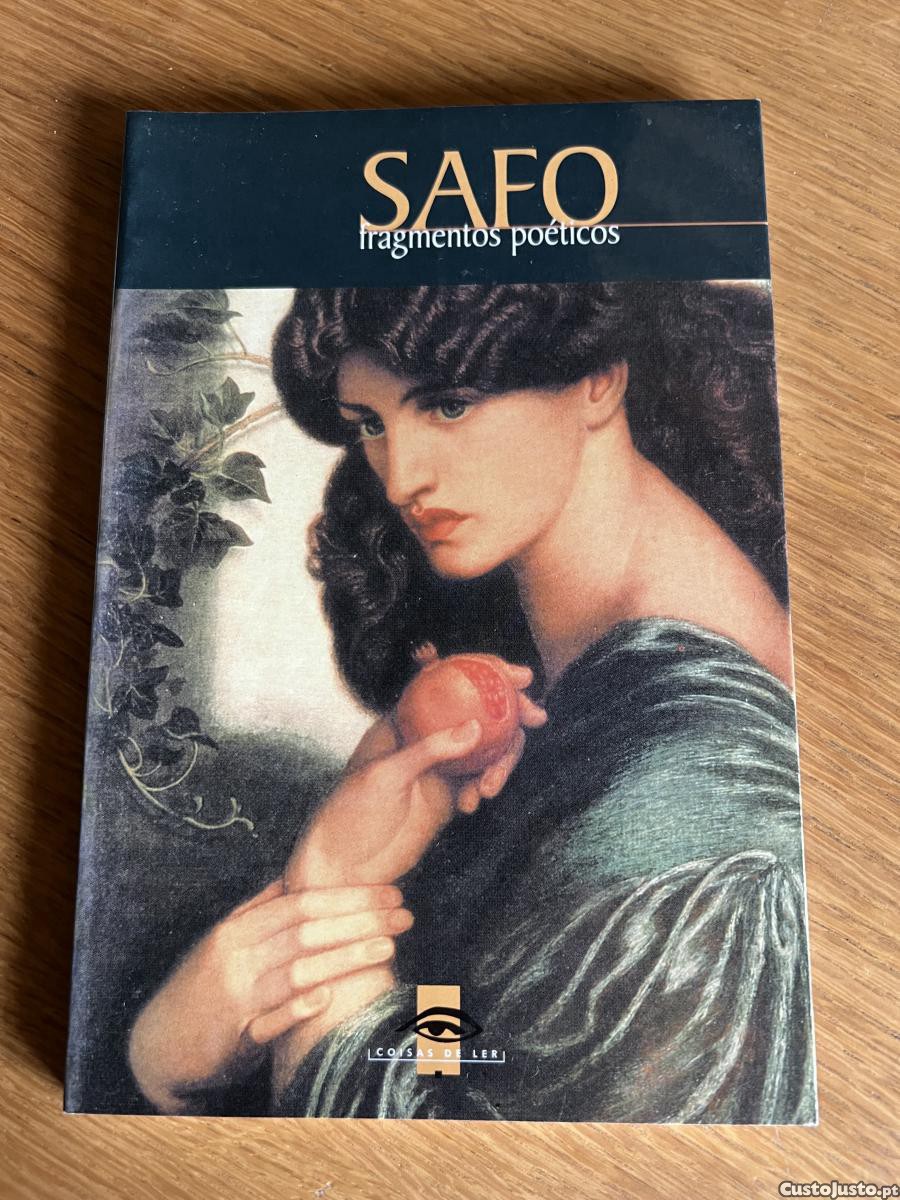 SAFO
fragmentos poéticos
COISAS DE LER
CustoJusto.pt